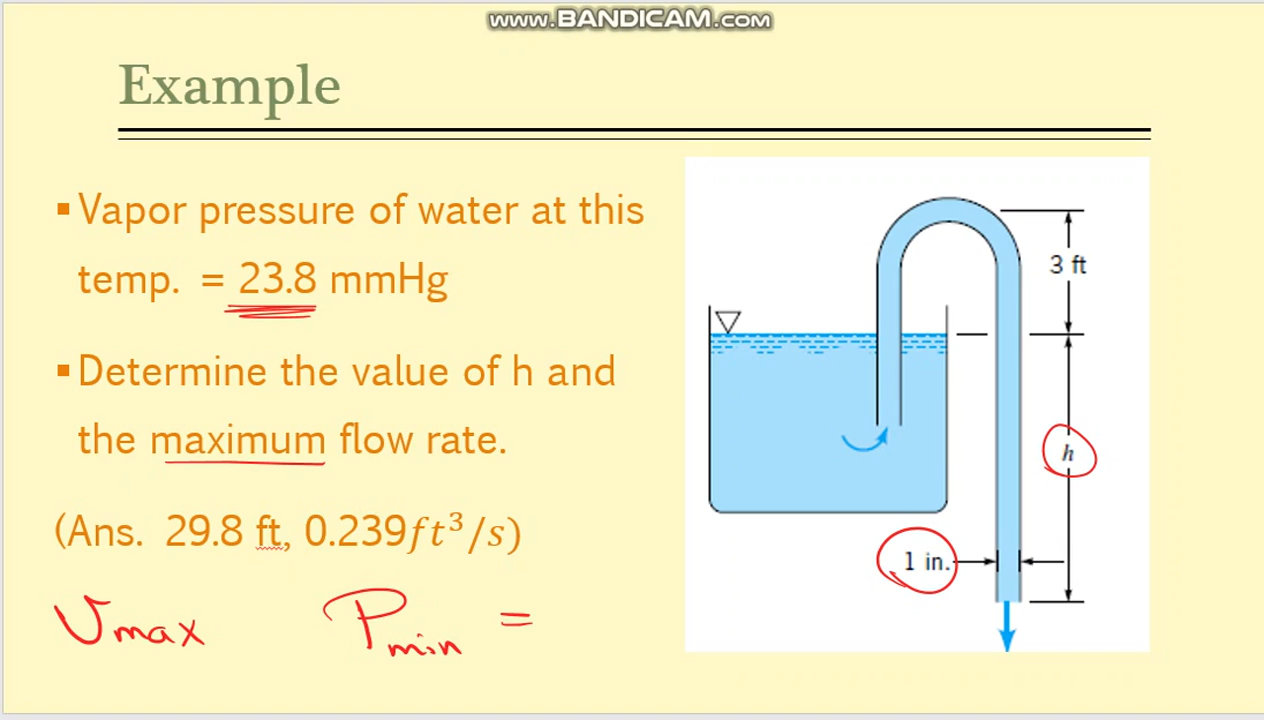 www.BANDICAM.com
Example
▪Vapor pressure of water at this
temp. = 23.8 mmHg
▪Determine the value of h and
the maximum flow rate.
(Ans. 29.8 ft, 0.239ft³/s)
Vmax Pmin =
3 ft
h
1 in.